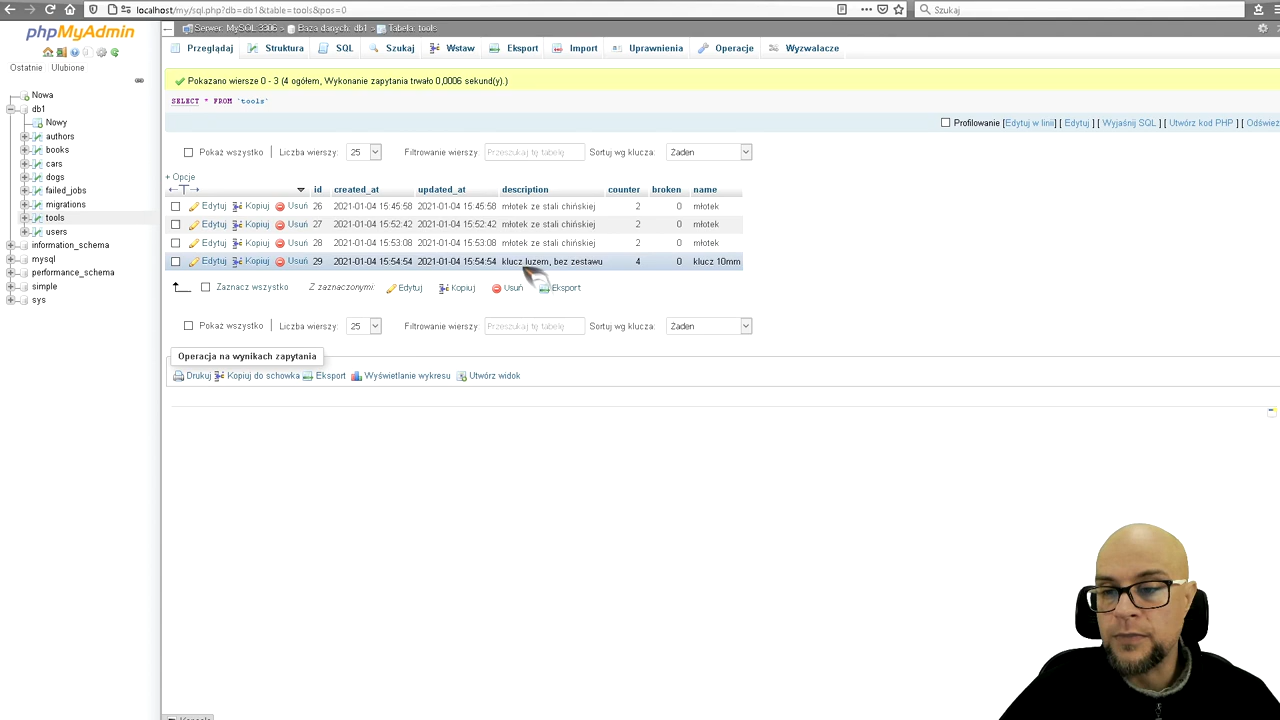 localhost/my/sql.php?db=db1&table=tools&pos=0
Szukaj
phpMyAdmin
Ostatnie Ulubione
Nowa
db1
Nowy
authors
books
cars
dogs
failed_jobs
migrations
tools
users
information_schema
mysql
performance_schema
simple
sys
Serwer: MySQL:3306 » Baza danych: db1 » Tabela: tools
Przeglądaj Struktura SQL Szukaj Wstaw Eksport Import Uprawnienia Operacje Wyzwalacze
Pokazano wiersze 0 - 3 (4 ogółem, Wykonanie zapytania trwało 0,0006 sekund(y).)
SELECT * FROM `tools`
Profilowanie [Edytuj w linii] [ Edytuj ] [ Wyjaśnij SQL ] [ Utwórz kod PHP ] [ Odśwież
Pokaż wszystko Liczba wierszy: 25 Filtrowanie wierszy Przeszukaj tę tabelę Sortuj wg klucza: Żaden
+ Opcje
←T→ id created_at updated_at description counter broken name
Edytuj Kopiuj Usuń 26 2021-01-04 15:45:58 2021-01-04 15:45:58 młotek ze stali chińskiej 2 0 młotek
Edytuj Kopiuj Usuń 27 2021-01-04 15:52:42 2021-01-04 15:52:42 młotek ze stali chińskiej 2 0 młotek
Edytuj Kopiuj Usuń 28 2021-01-04 15:53:08 2021-01-04 15:53:08 młotek ze stali chińskiej 2 0 młotek
Edytuj Kopiuj Usuń 29 2021-01-04 15:54:54 2021-01-04 15:54:54 klucz luzem, bez zestawu 4 0 klucz 10mm
Zaznacz wszystko Z zaznaczonymi: Edytuj Kopiuj Usuń Eksport
Pokaż wszystko Liczba wierszy: 25 Filtrowanie wierszy Przeszukaj tę tabelę Sortuj wg klucza: Żaden
Operacja na wynikach zapytania
Drukuj Kopiuj do schowka Eksport Wyświetlanie wykresu Utwórz widok